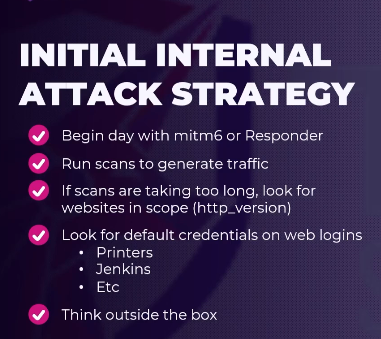 INITIAL INTERNAL
ATTACK STRATEGY
Begin day with mitm6 or Responder
Run scans to generate traffic
If scans are taking too long, look for
websites in scope (http_version)
Look for default credentials on web logins
• Printers
• Jenkins
• Etc
Think outside the box